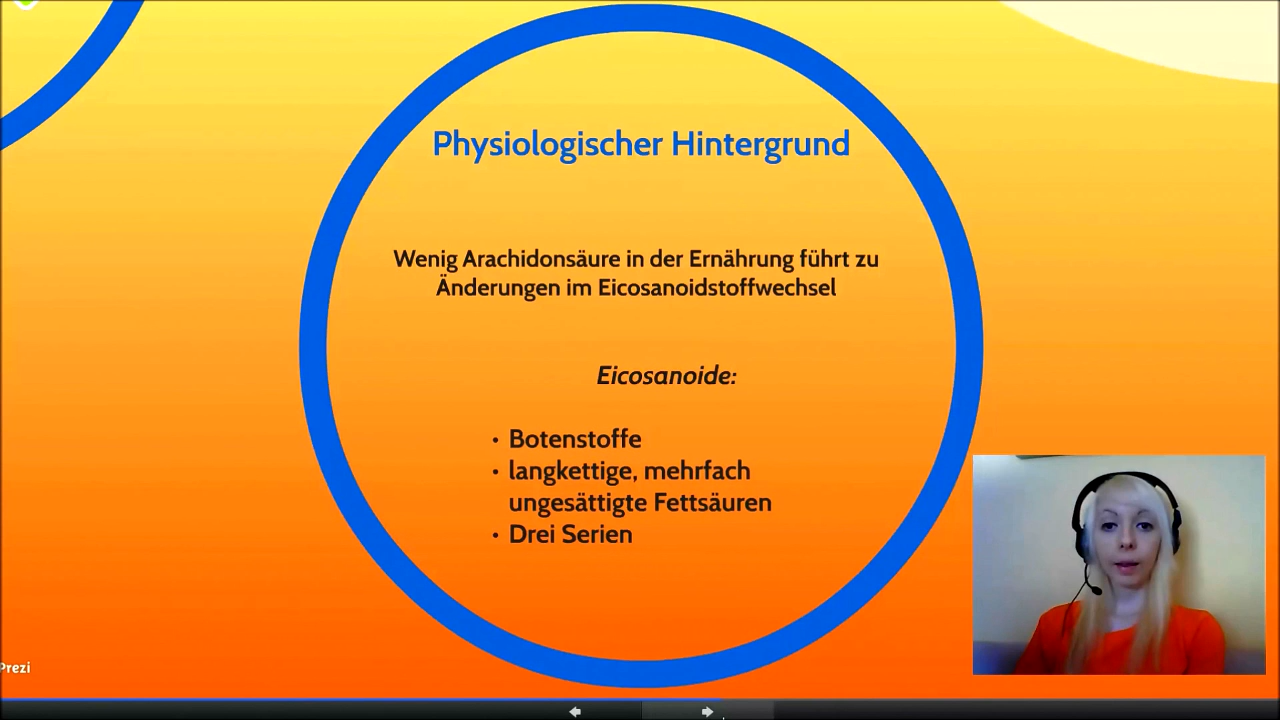 Physiologischer Hintergrund
Wenig Arachidonsäure in der Ernährung führt zu
Änderungen im Eicosanoidstoffwechsel
Eicosanoide:
• Botenstoffe
• langkettige, mehrfach
ungesättigte Fettsäuren
• Drei Serien
Prezi